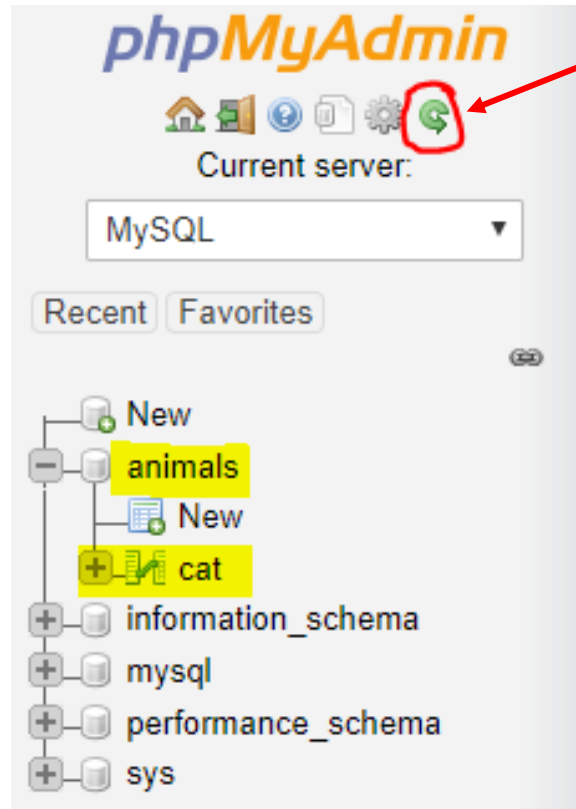 phpMyAdmin
Current server:
MySQL
Recent Favorites
New
animals
New
cat
information_schema
mysql
performance_schema
sys